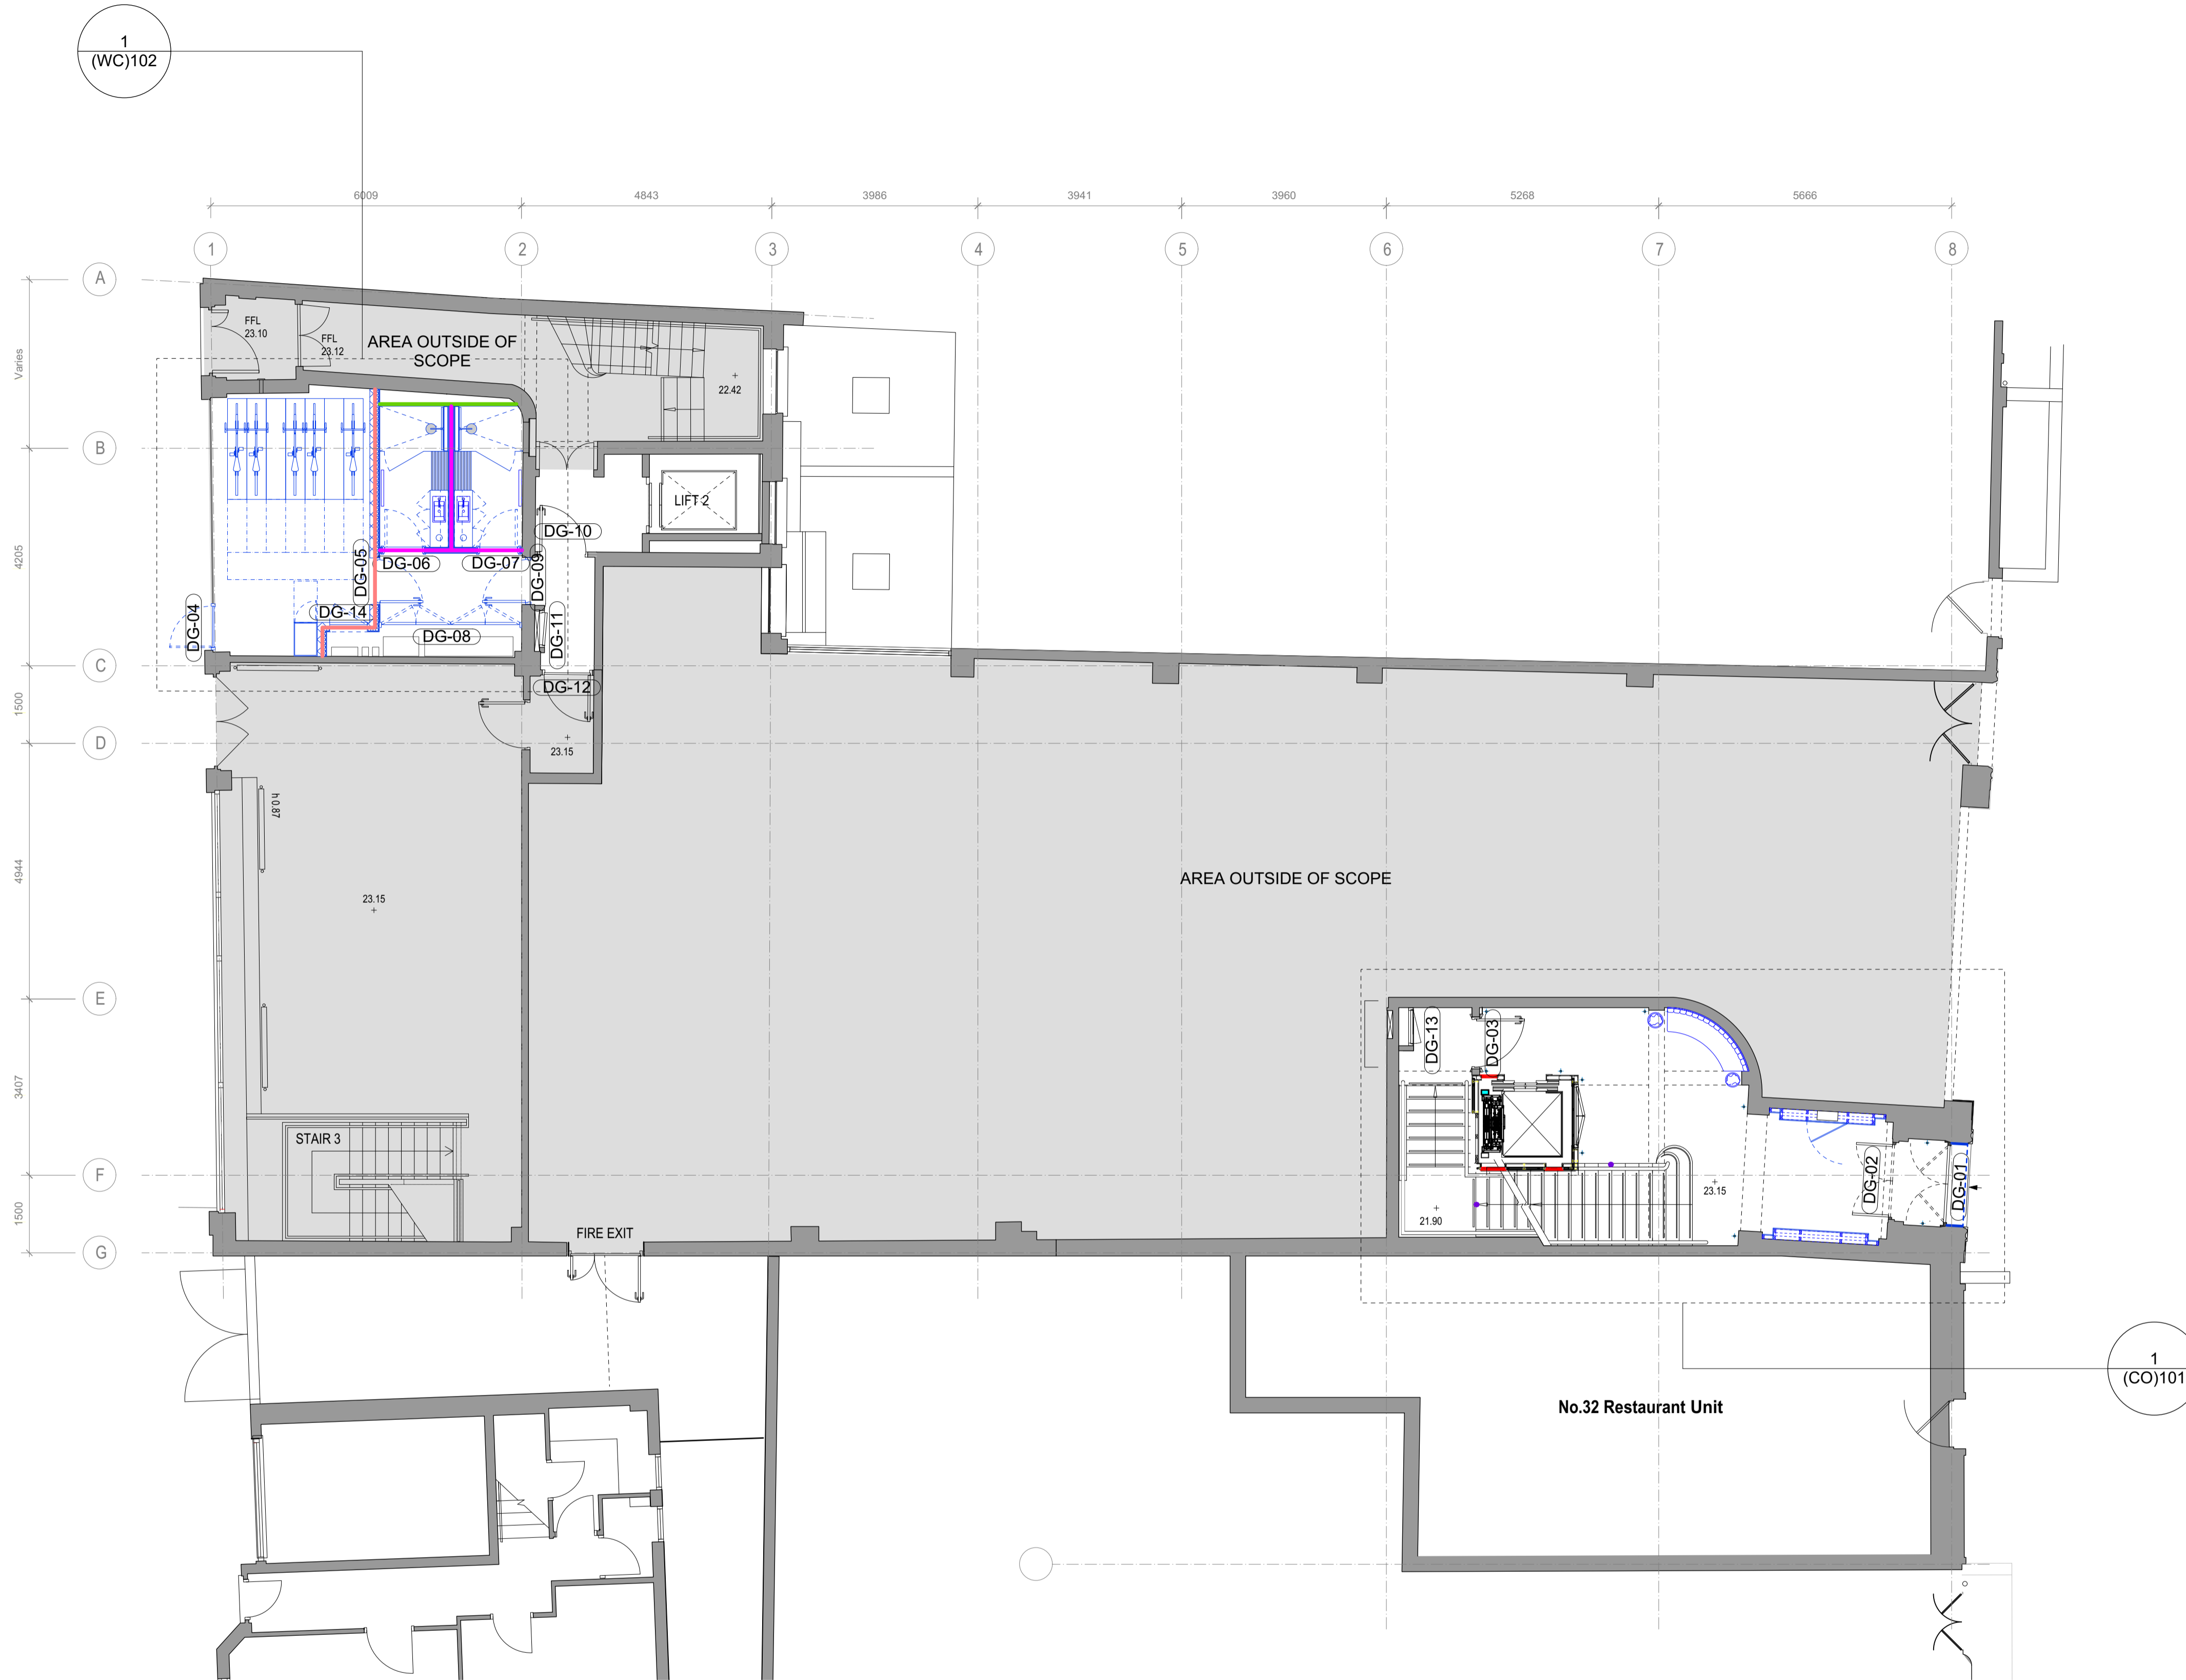 1
(WC)102
6009
4843
3986
3941
3960
5268
5666
1
2
3
4
5
6
7
8
A
Varies
B
4205
C
1500
D
4944
E
3407
F
1500
G
FFL
23.10
FFL
23.12
AREA OUTSIDE OF
SCOPE
22.42
LIFT 2
DG-10
DG-05
DG-06
DG-07
DG-09
DG-04
DG-14
DG-08
DG-11
DG-12
23.15
h 0.87
23.15
AREA OUTSIDE OF SCOPE
DG-13
DG-03
STAIR 3
DG-02
DG-01
23.15
21.90
FIRE EXIT
No.32 Restaurant Unit
1
(CO)101